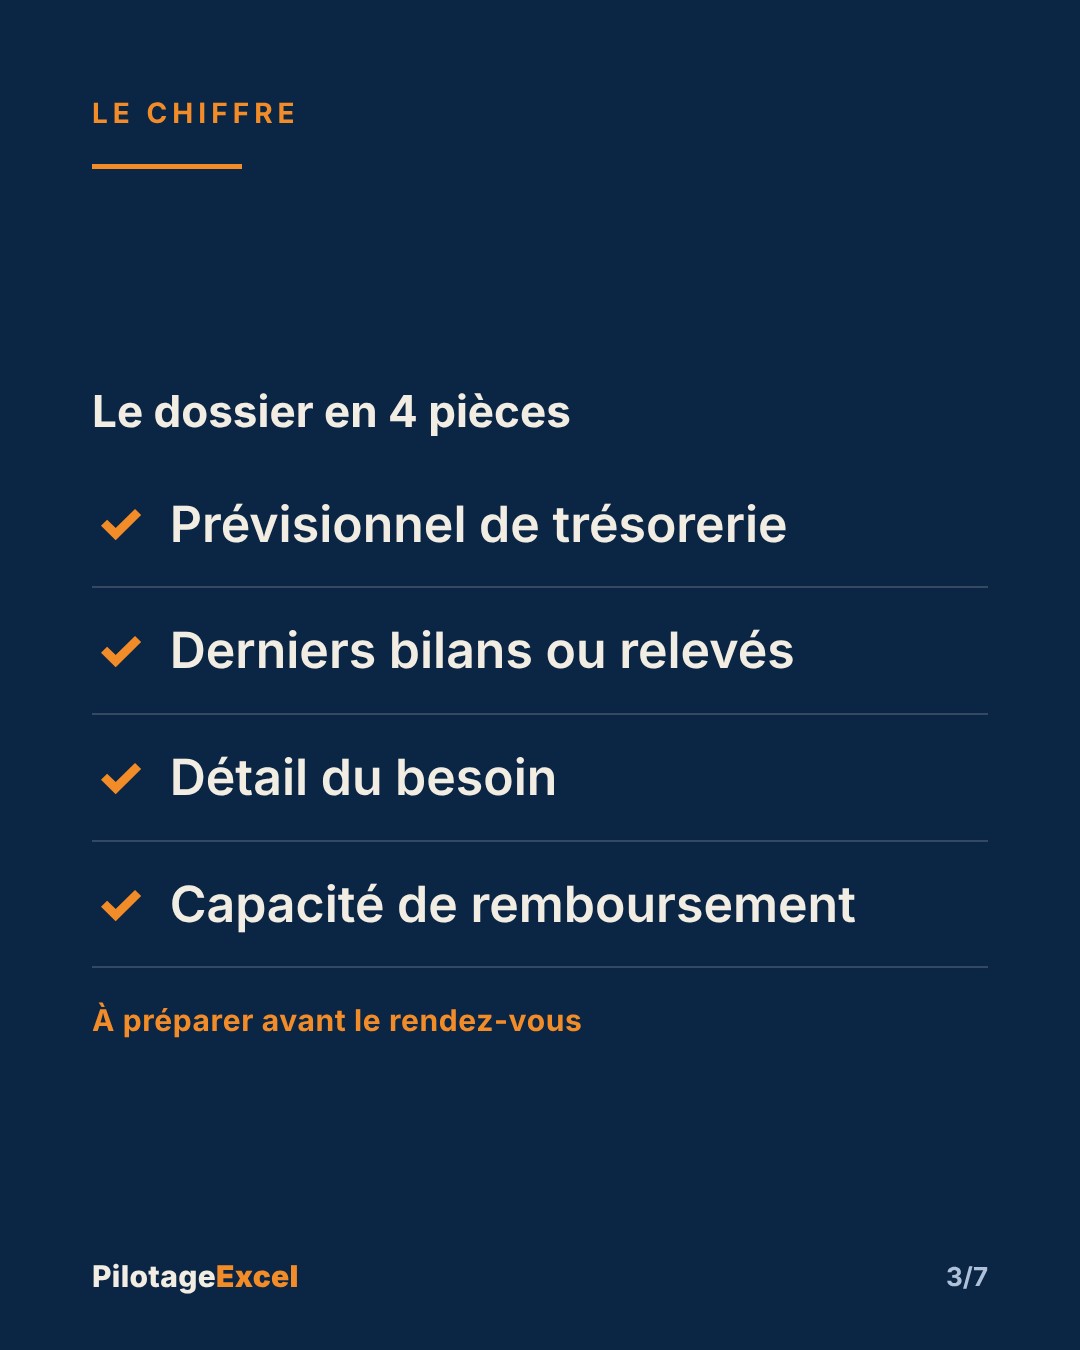 LE CHIFFRE
Le dossier en 4 pièces
Prévisionnel de trésorerie
Derniers bilans ou relevés
Détail du besoin
Capacité de remboursement
À préparer avant le rendez-vous
PilotageExcel
3/7